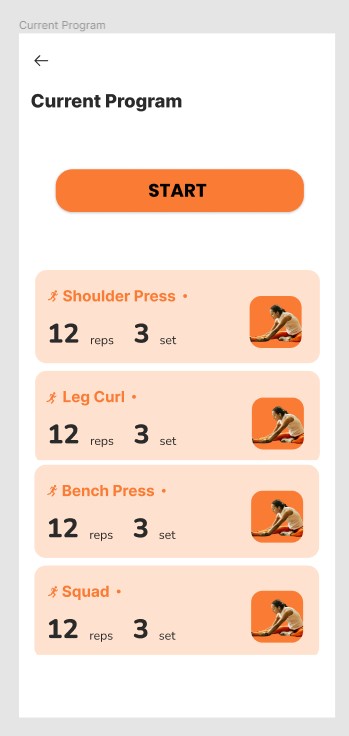 Current Program
Current Program
START
Shoulder Press •
12 reps 3 set
Leg Curl •
12 reps 3 set
Bench Press •
12 reps 3 set
Squad •
12 reps 3 set